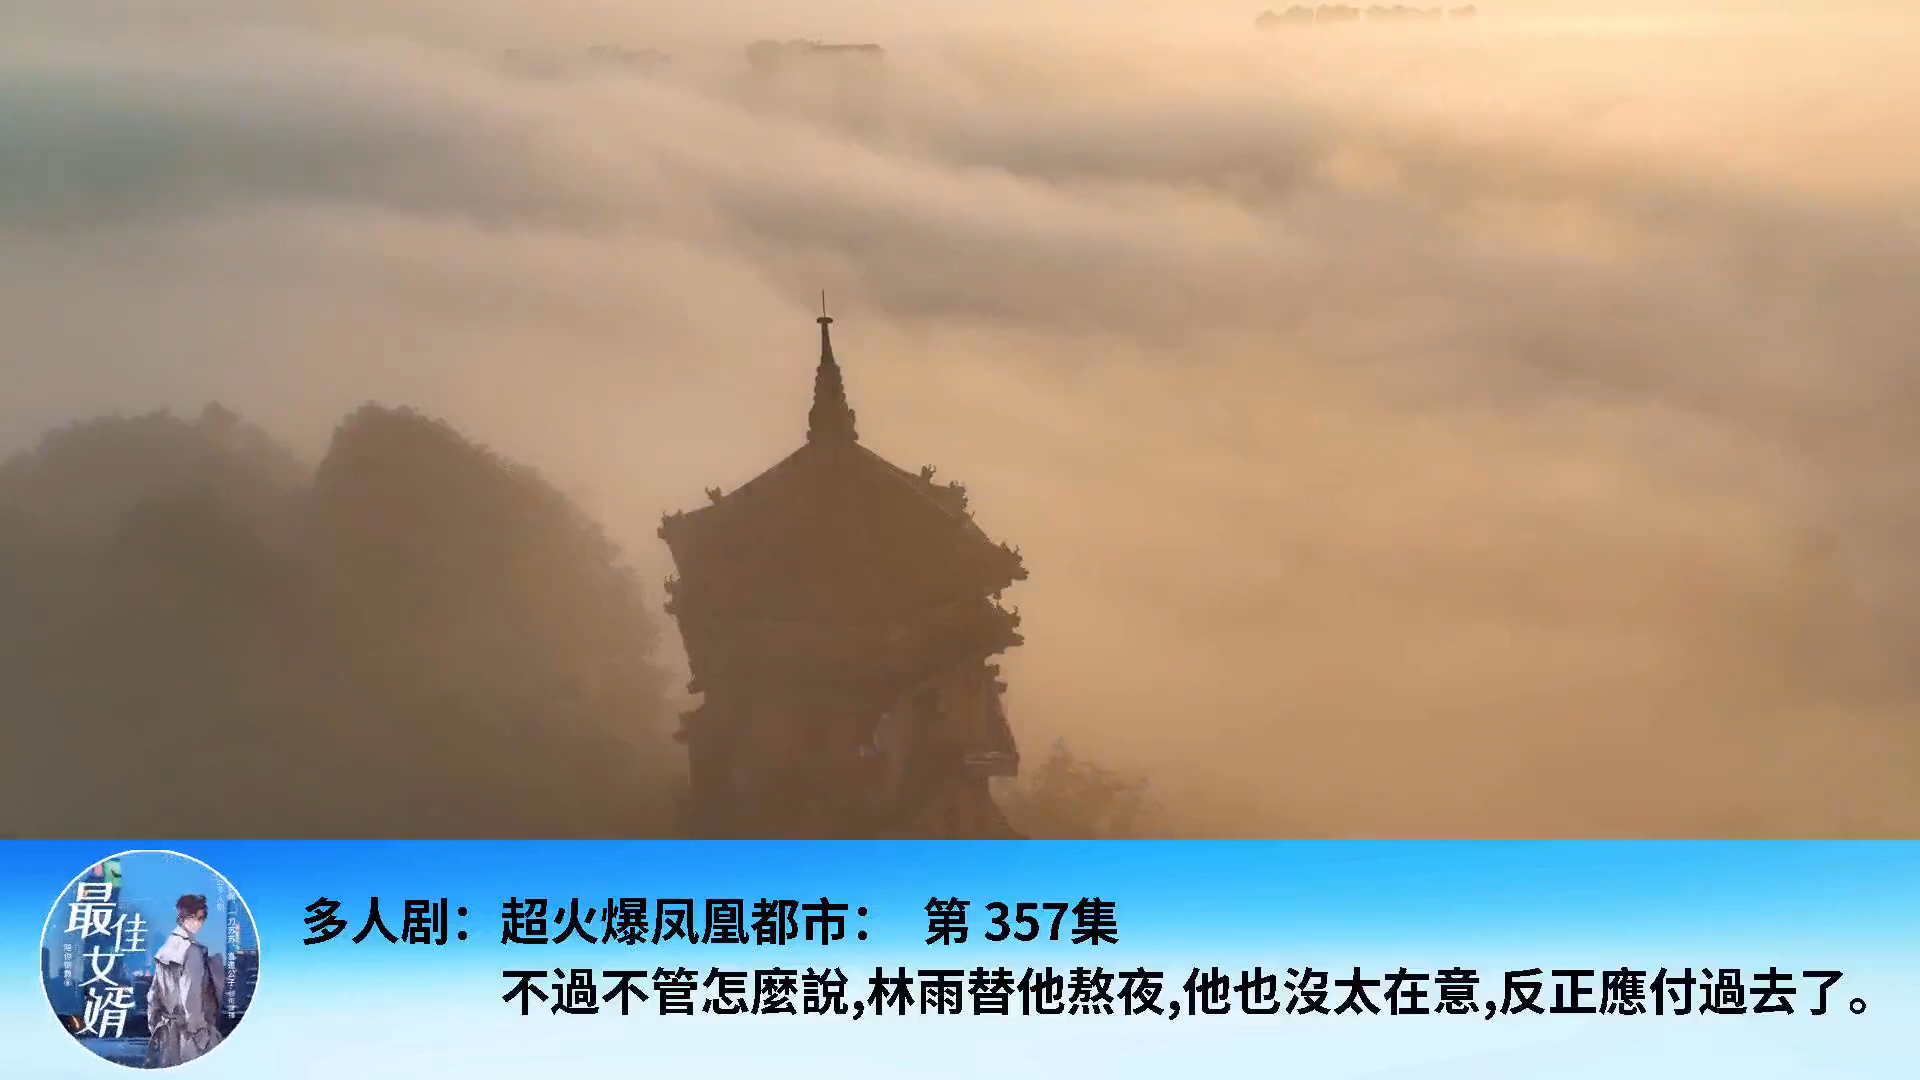 多人剧：超火爆凤凰都市： 第 357集
不過不管怎麼說,林雨替他熬夜,他也沒太在意,反正應付過去了。
最佳女婿